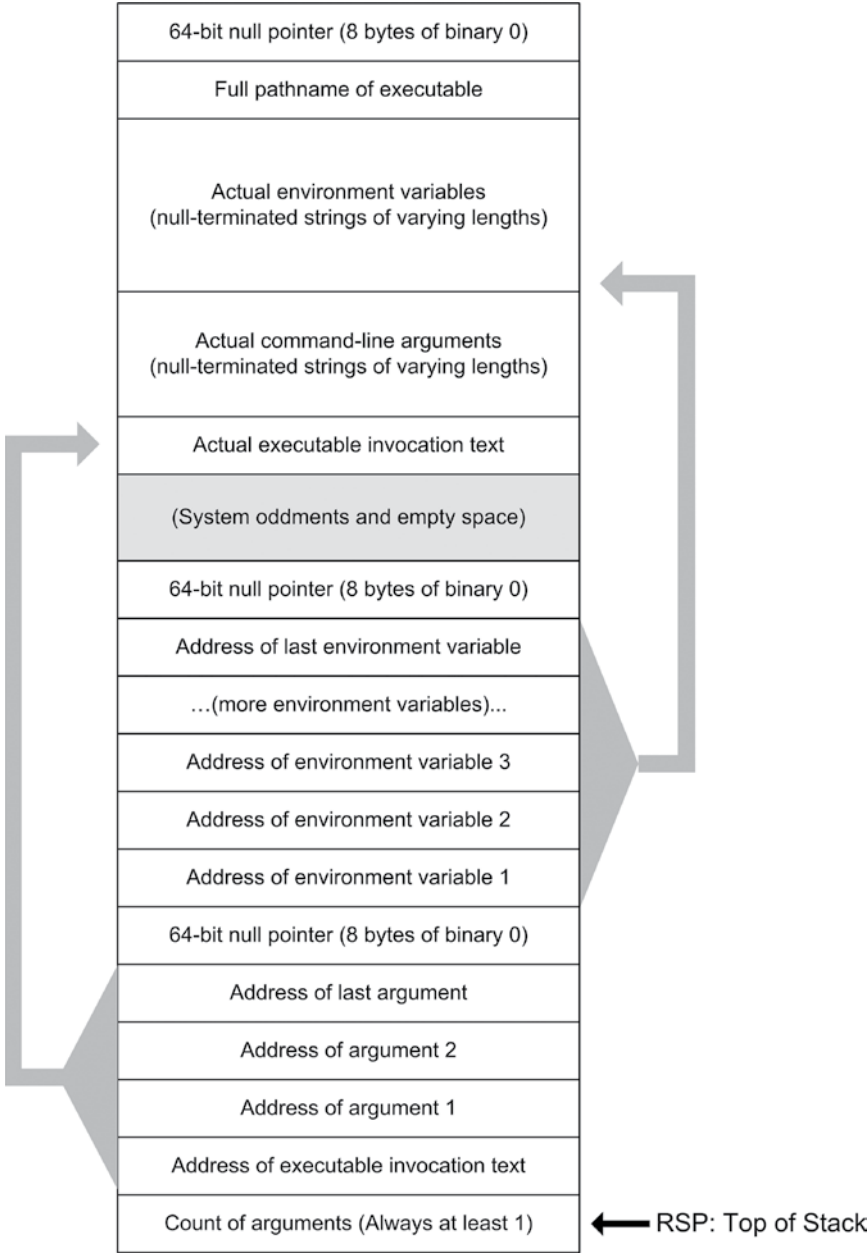 64-bit null pointer (8 bytes of binary 0)
Full pathname of executable
Actual environment variables
(null-terminated strings of varying lengths)
Actual command-line arguments
(null-terminated strings of varying lengths)
Actual executable invocation text
(System oddments and empty space)
64-bit null pointer (8 bytes of binary 0)
Address of last environment variable
…(more environment variables)...
Address of environment variable 3
Address of environment variable 2
Address of environment variable 1
64-bit null pointer (8 bytes of binary 0)
Address of last argument
Address of argument 2
Address of argument 1
Address of executable invocation text
Count of arguments (Always at least 1)
RSP: Top of Stack